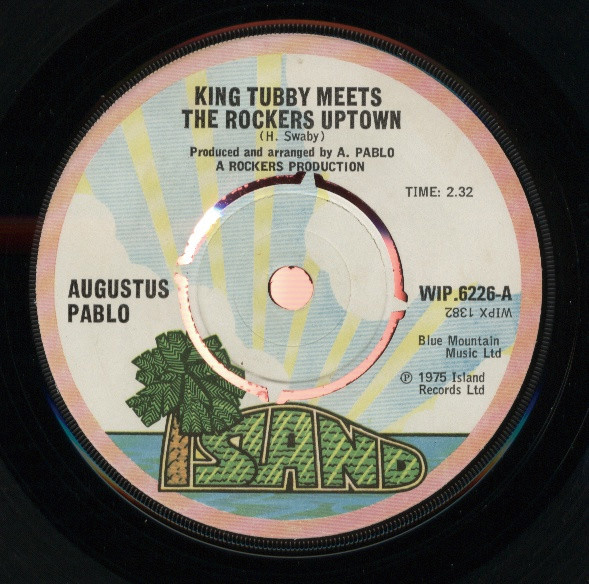 KING TUBBY MEETS
THE ROCKERS UPTOWN
(H. Swaby)
Produced and arranged by A. PABLO
A ROCKERS PRODUCTION
TIME: 2.32
AUGUSTUS
PABLO
WIP.6226-A
WIPX 1382
Blue Mountain
Music Ltd
℗ 1975 Island
Records Ltd
ISLAND